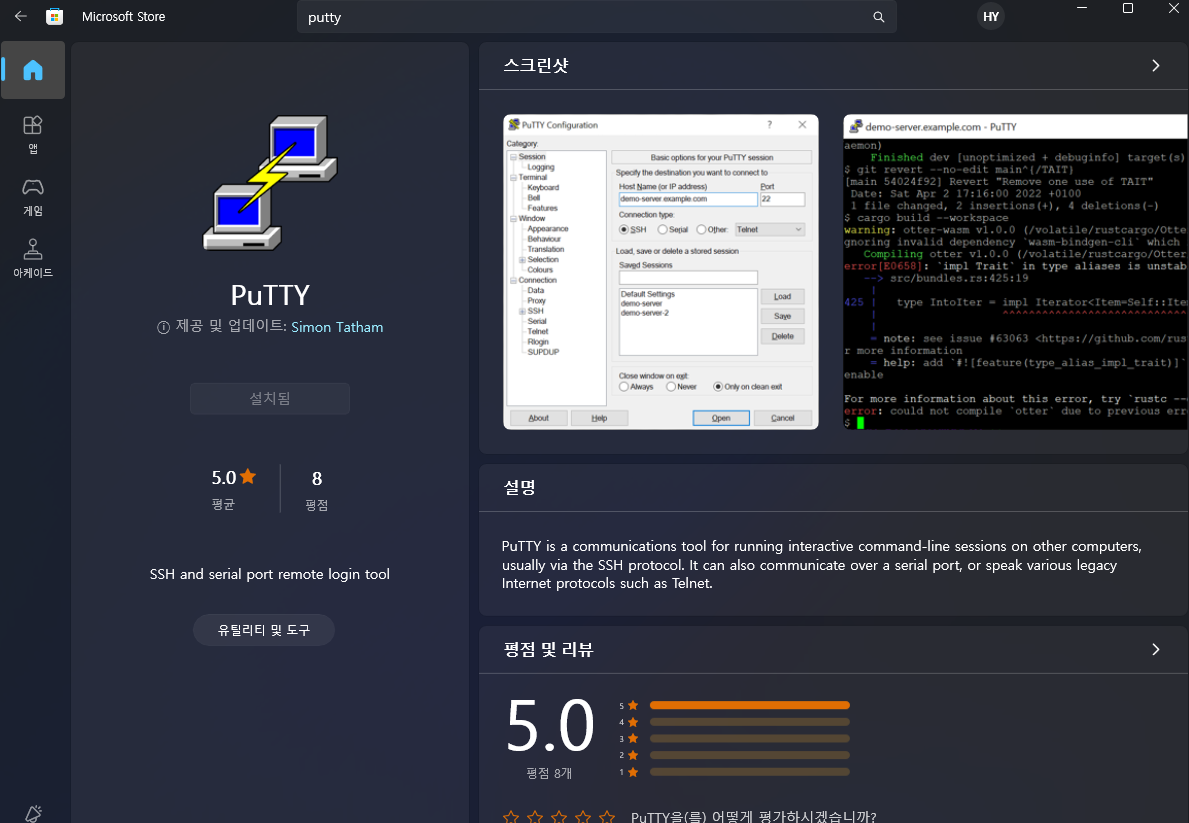 Microsoft Store
putty
HY
앱
게임
아케이드
PuTTY
제공 및 업데이트: Simon Tatham
설치됨
5.0
평균
8
평점
SSH and serial port remote login tool
유틸리티 및 도구
스크린샷
PuTTY Configuration
?
Category:
Session
Logging
Terminal
Keyboard
Bell
Features
Window
Appearance
Behaviour
Translation
Selection
Colours
Connection
Data
Proxy
SSH
Serial
Telnet
Rlogin
SUPDUP
Basic options for your PuTTY session
Specify the destination you want to connect to
Host Name (or IP address) Port
demo-server.example.com 22
Connection type:
SSH Serial Other: Telnet
Load, save or delete a stored session
Saved Sessions
Default Settings
demo-server
demo-server-2
Load
Save
Delete
Close window on exit:
Always Never Only on clean exit
About Help Open Cancel
demo-server.example.com - PuTTY
aemon)
Finished dev [unoptimized + debuginfo] target(s)
$ git revert --no-edit main^{/TAIT}
[main 54024f92] Revert "Remove one use of TAIT"
Date: Sat Apr 2 17:16:00 2022 +0100
1 file changed, 2 insertions(+), 4 deletions(-)
$ cargo build --workspace
warning: otter-wasm v1.0.0 (/volatile/rustcargo/Otte
gnoring invalid dependency `wasm-bindgen-cli` which
Compiling otter v1.0.0 (/volatile/rustcargo/Otter
error[E0658]: `impl Trait` in type aliases is unstab
--> src/bundles.rs:425:19
|
425 | type IntoIter = impl Iterator<Item=Self::Ite
| ^^^^^^^^^^^^^^^^^^^^^^^^^^^^
|
= note: see issue #63063 <https://github.com/rus
r more information
= help: add `#![feature(type_alias_impl_trait)]`
enable
For more information about this error, try `rustc --
error: could not compile `otter` due to previous err
$
설명
PuTTY is a communications tool for running interactive command-line sessions on other computers,
usually via the SSH protocol. It can also communicate over a serial port, or speak various legacy
Internet protocols such as Telnet.
평점 및 리뷰
5.0
평점 8개
5
4
3
2
1
PuTTY을(를) 어떻게 평가하시겠습니까?